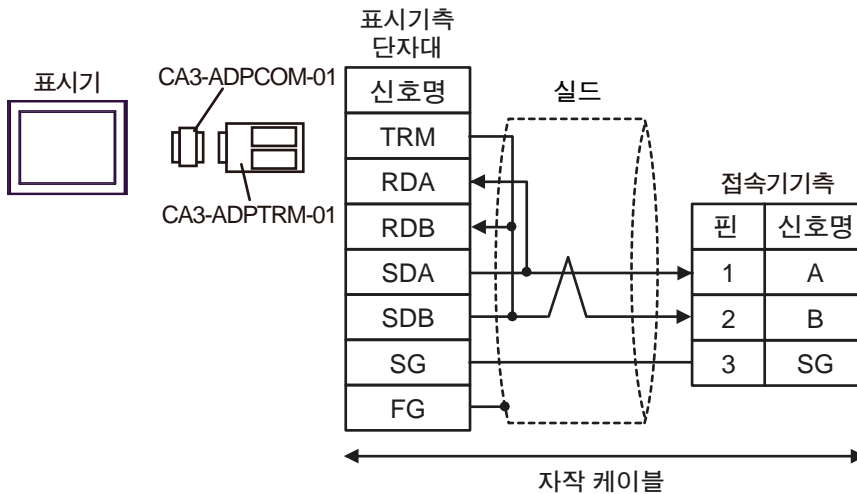 표시기측
단자대
표시기
CA3-ADPCOM-01
신호명
실드
TRM
RDA
접속기기측
CA3-ADPTRM-01
RDB
핀 신호명
SDA
1 A
SDB
2 B
SG
3 SG
FG
자작 케이블